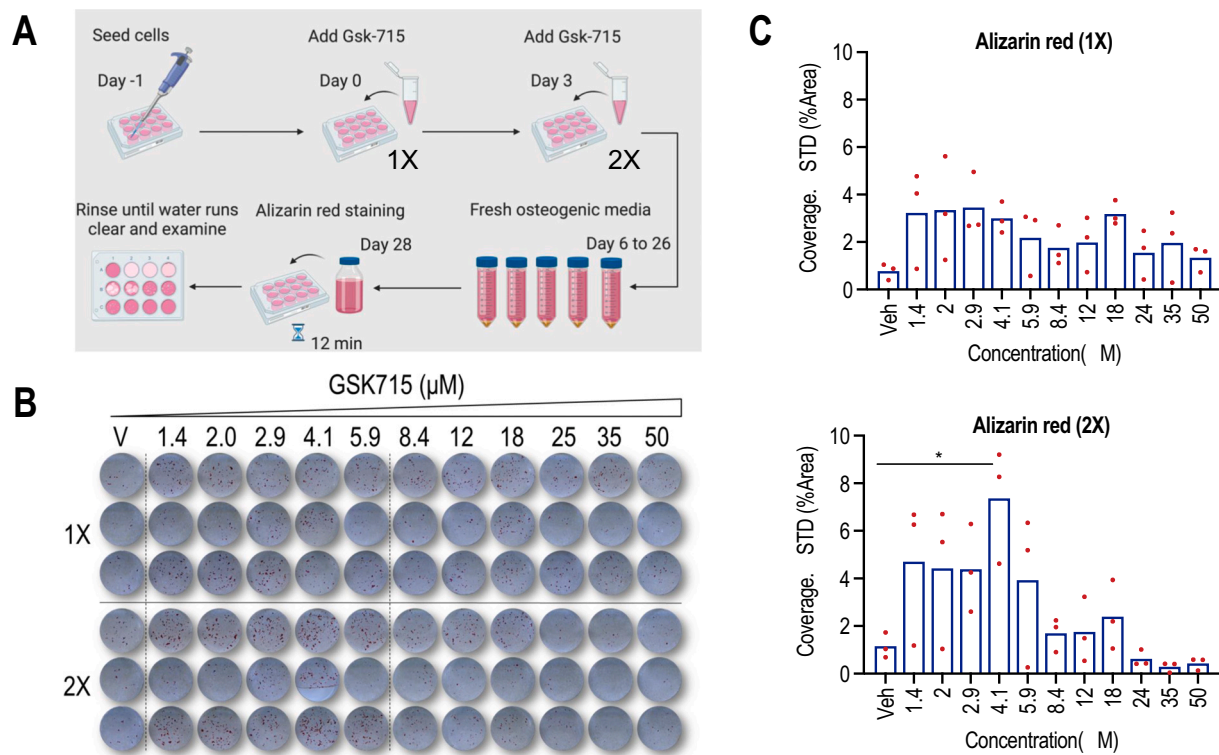 A
Seed cells
Day -1
Add Gsk-715
Day 0
1X
Add Gsk-715
Day 3
2X
Rinse until water runs
clear and examine
Alizarin red staining
Day 28
12 min
Fresh osteogenic media
Day 6 to 26
B
GSK715 (µM)
V 1.4 2.0 2.9 4.1 5.9 8.4 12 18 25 35 50
1X
2X
C
Alizarin red (1X)
Coverage. STD (%Area)
10
8
6
4
2
0
Veh 1.4 2 2.9 4.1 5.9 8.4 12 18 24 35 50
Concentration( M)
Alizarin red (2X)
Coverage. STD (%Area)
10
8
6
4
2
0
*
Veh 1.4 2 2.9 4.1 5.9 8.4 12 18 24 35 50
Concentration( M)